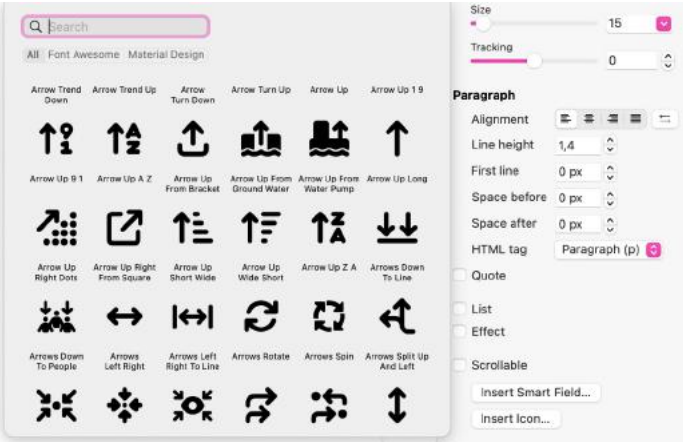 Search
All Font Awesome Material Design
Arrow Trend Down
Arrow Trend Up
Arrow Turn Down
Arrow Turn Up
Arrow Up
Arrow Up 1 9
Arrow Up 9 1
Arrow Up A Z
Arrow Up From Bracket
Arrow Up From Ground Water
Arrow Up From Water Pump
Arrow Up Long
Arrow Up Right Dots
Arrow Up Right From Square
Arrow Up Short Wide
Arrow Up Wide Short
Arrow Up Z A
Arrows Down To Line
Arrows Down To People
Arrows Left Right
Arrows Left Right To Line
Arrows Rotate
Arrows Spin
Arrows Split Up And Left
Size
15
Tracking
0
Paragraph
Alignment
Line height 1,4
First line 0 px
Space before 0 px
Space after 0 px
HTML tag Paragraph (p)
Quote
List
Effect
Scrollable
Insert Smart Field...
Insert Icon...